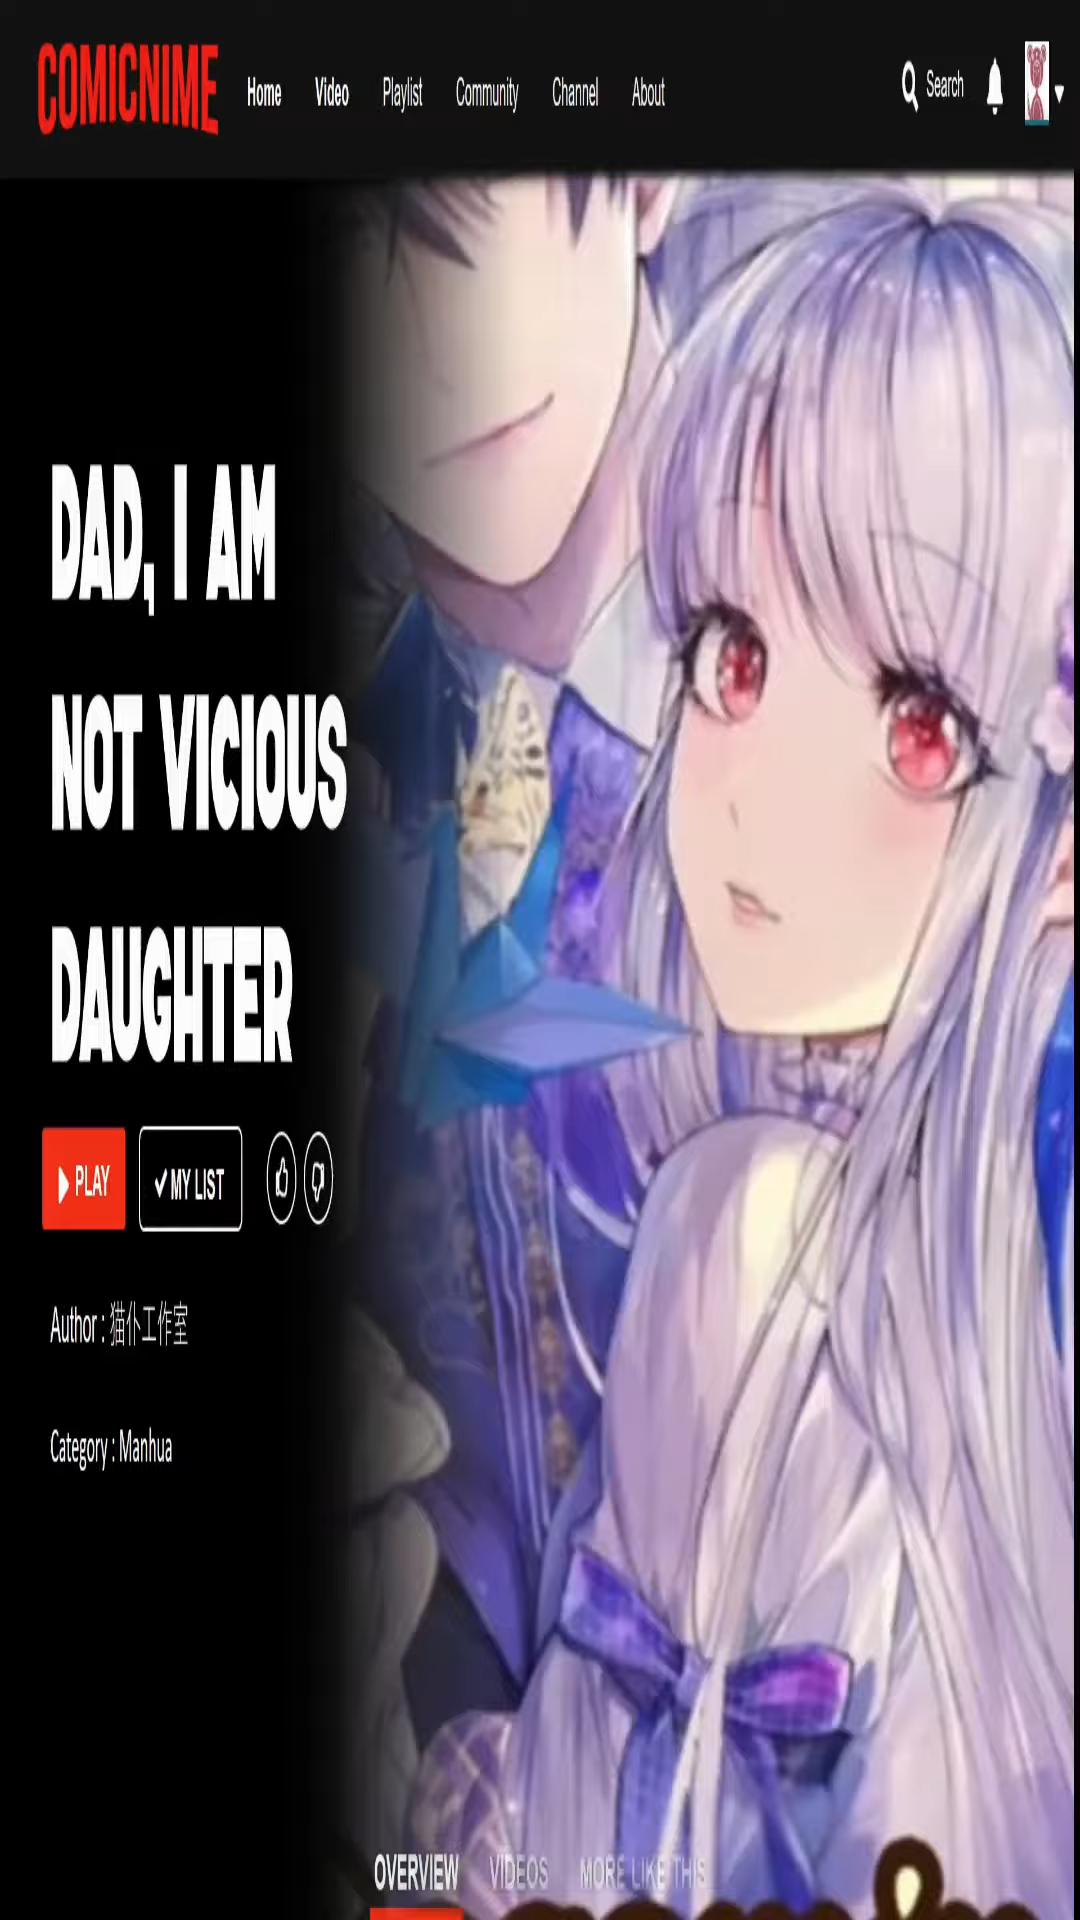 COMICNIME
Home Video Playlist Community Channel About
Search
DAD, I AM
NOT VICIOUS
DAUGHTER
PLAY
MY LIST
Author : 猫仆工作室
Category : Manhua
OVERVIEW VIDEOS MORE LIKE THIS